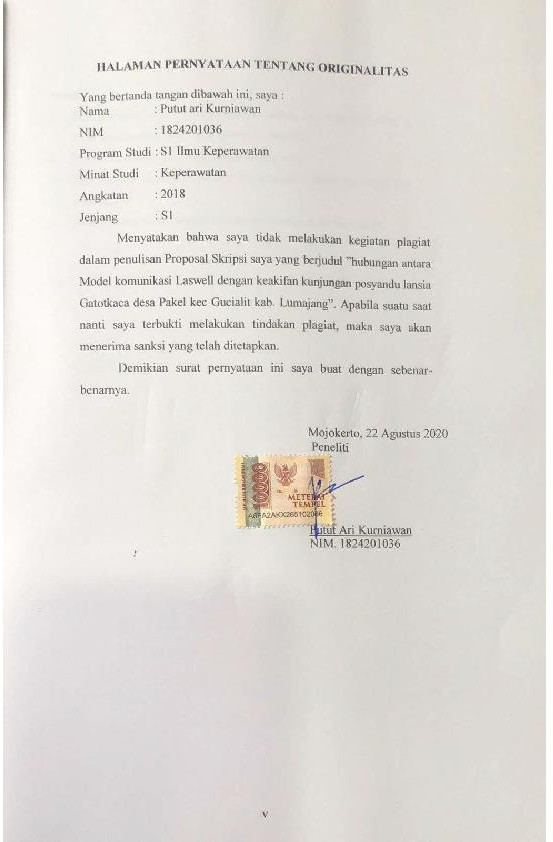 HALAMAN PERNYATAAN TENTANG ORIGINALITAS
Yang bertanda tangan dibawah ini, saya :
Nama : Putut ari Kurniawan
NIM : 1824201036
Program Studi : S1 Ilmu Keperawatan
Minat Studi : Keperawatan
Angkatan : 2018
Jenjang : S1
Menyatakan bahwa saya tidak melakukan kegiatan plagiat
dalam penulisan Proposal Skripsi saya yang berjudul "hubungan antara
Model komunikasi Laswell dengan keakifan kunjungan posyandu lansia
Gatotkaca desa Pakel kec Gucialit kab. Lumajang". Apabila suatu saat
nanti saya terbukti melakukan tindakan plagiat, maka saya akan
menerima sanksi yang telah ditetapkan.
Demikian surat pernyataan ini saya buat dengan sebenar-
benarnya.
Mojokerto, 22 Agustus 2020
Peneliti
10000
METERAI
TEMPEL
Putut Ari Kurniawan
NIM. 1824201036
v